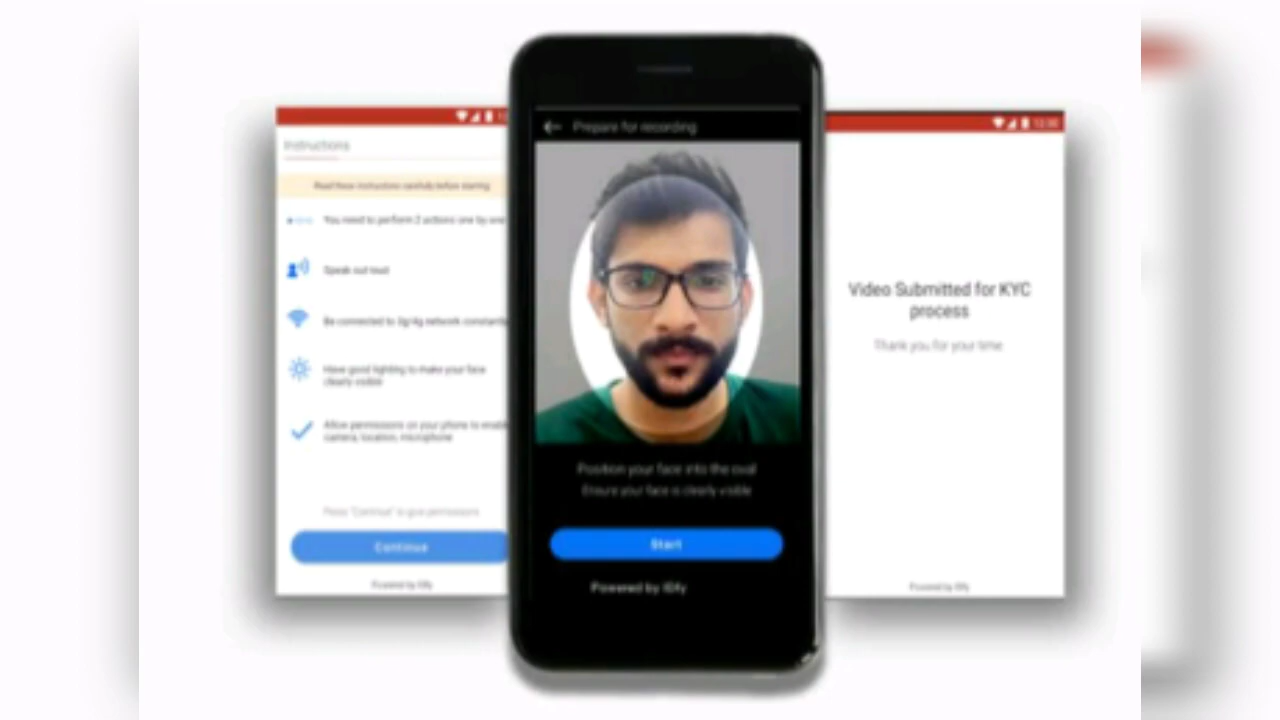 Instructions
Read these instructions carefully before starting
You need to perform 2 actions one by one
Speak out loud
Be connected to 3g/4g network constantly
Have good lighting to make your face
clearly visible
Allow permissions on your phone to enable
camera, location, microphone
Press "Continue" to give permissions
Continue
Powered by IDfy
Prepare for recording
Position your face into the oval
Ensure your face is clearly visible
Start
Powered by IDfy
12:30
Video Submitted for KYC
process
Thank you for your time
Powered by IDfy